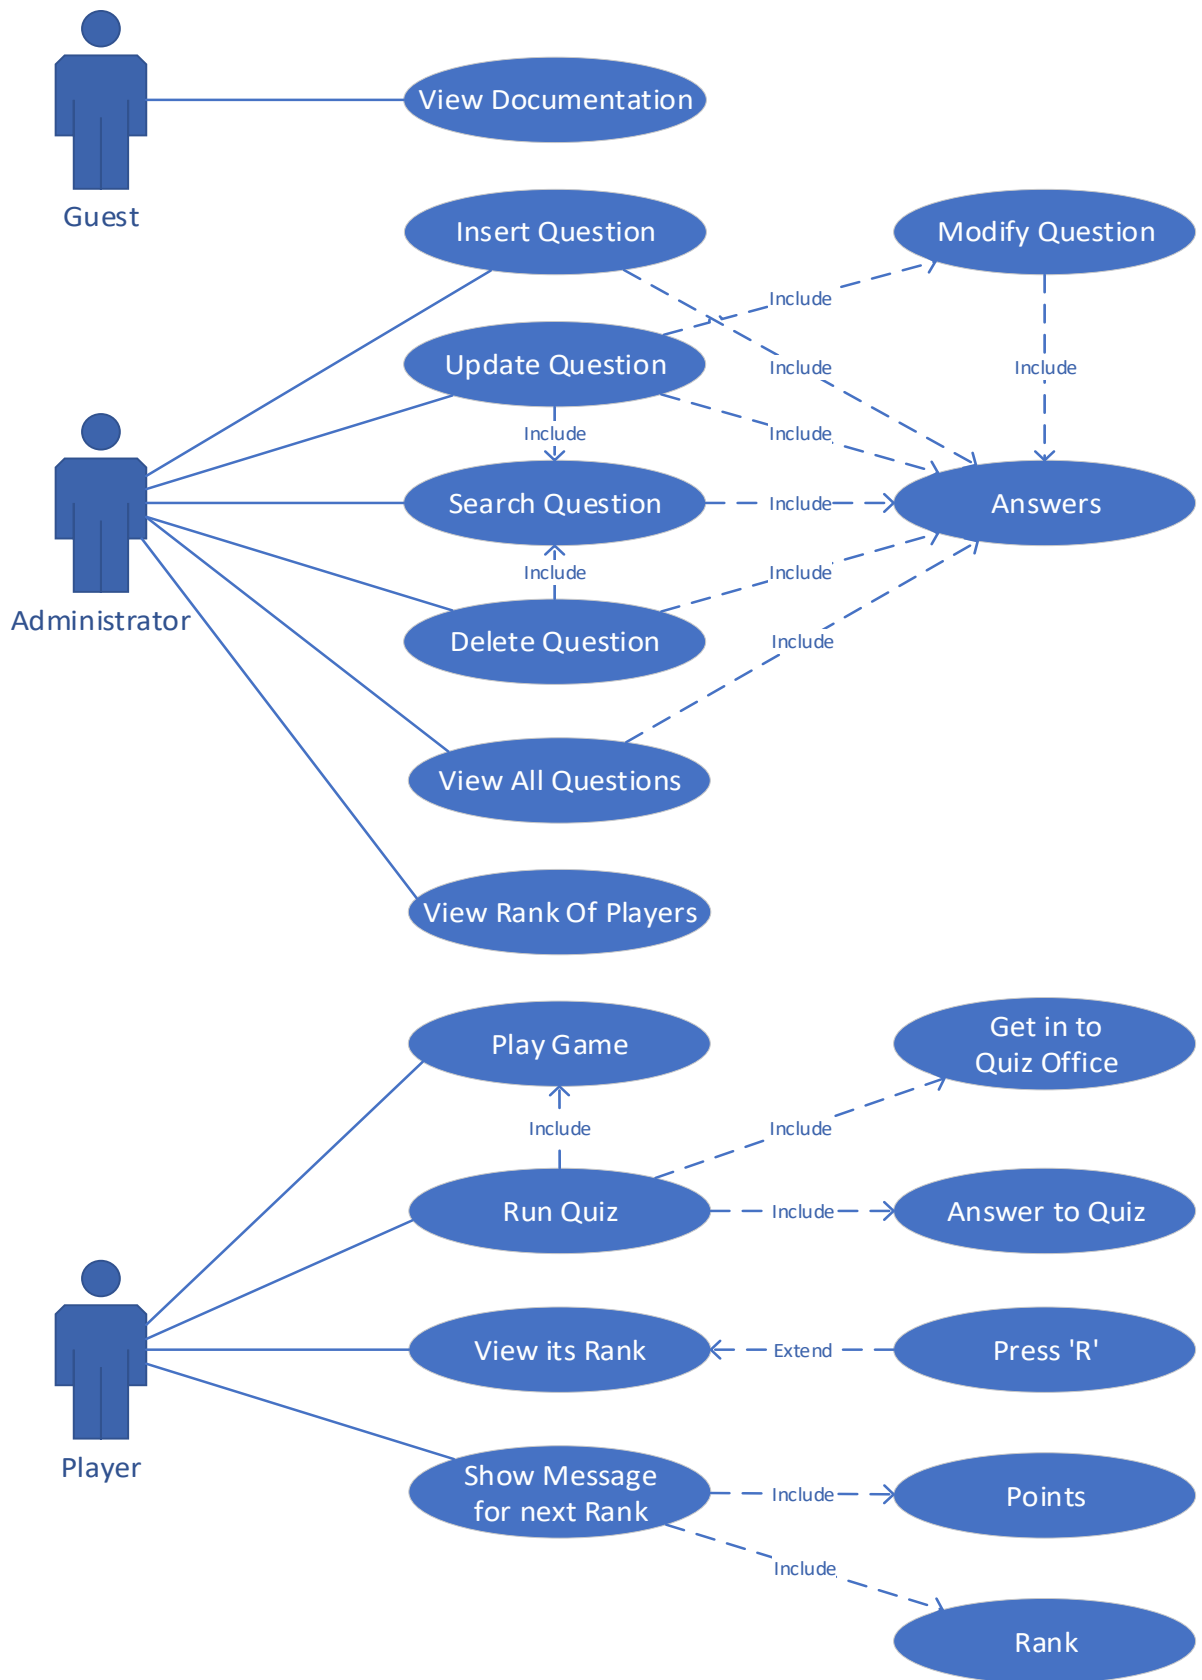 View Documentation
Guest
Insert Question
Modify Question
Include
Include
Include
Update Question
Include
Include
Search Question
Include
Answers
Include
Include
Administrator
Delete Question
Include
View All Questions
View Rank Of Players
Play Game
Get in to
Quiz Office
Include
Include
Run Quiz
Include
Answer to Quiz
View its Rank
Extend
Press 'R'
Player
Show Message
for next Rank
Include
Points
Include
Rank